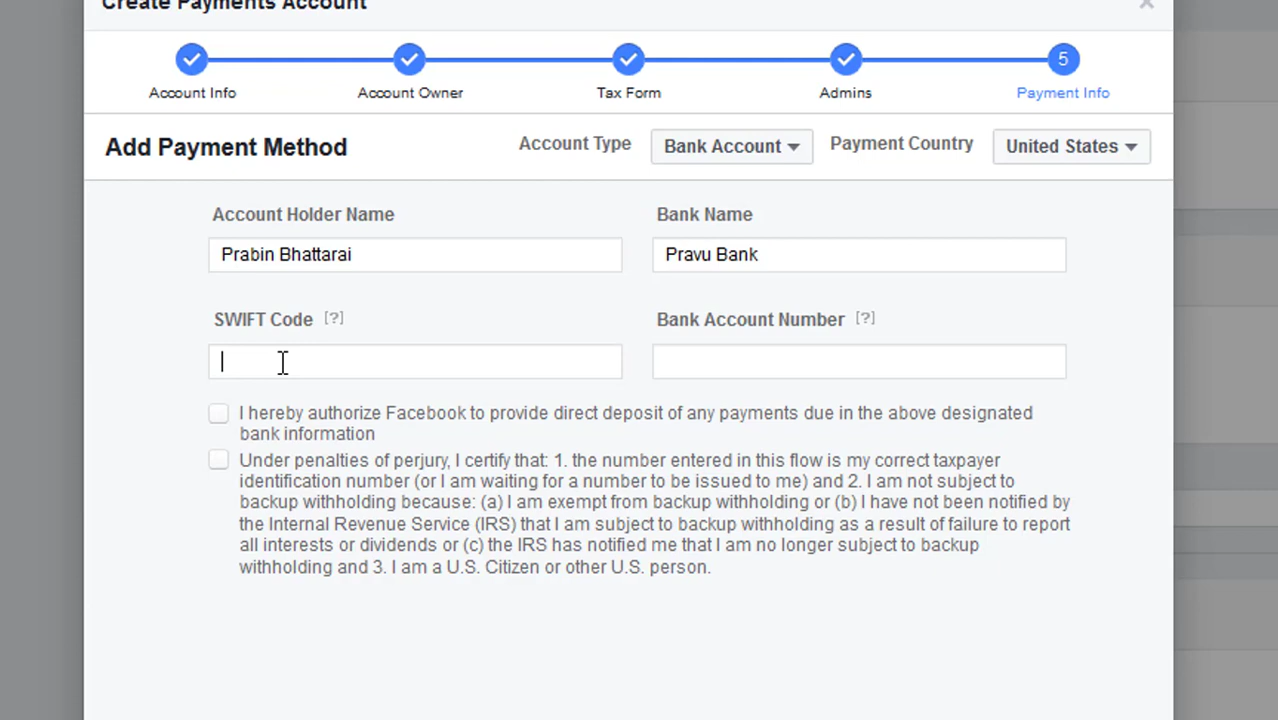 Create Payments Account
Account Info
Account Owner
Tax Form
Admins
5
Payment Info
Add Payment Method
Account Type
Bank Account
Payment Country
United States
Account Holder Name
Bank Name
Prabin Bhattarai
Pravu Bank
SWIFT Code [?]
Bank Account Number [?]
I hereby authorize Facebook to provide direct deposit of any payments due in the above designated
bank information
Under penalties of perjury, I certify that: 1. the number entered in this flow is my correct taxpayer
identification number (or I am waiting for a number to be issued to me) and 2. I am not subject to
backup withholding because: (a) I am exempt from backup withholding or (b) I have not been notified by
the Internal Revenue Service (IRS) that I am subject to backup withholding as a result of failure to report
all interests or dividends or (c) the IRS has notified me that I am no longer subject to backup
withholding and 3. I am a U.S. Citizen or other U.S. person.